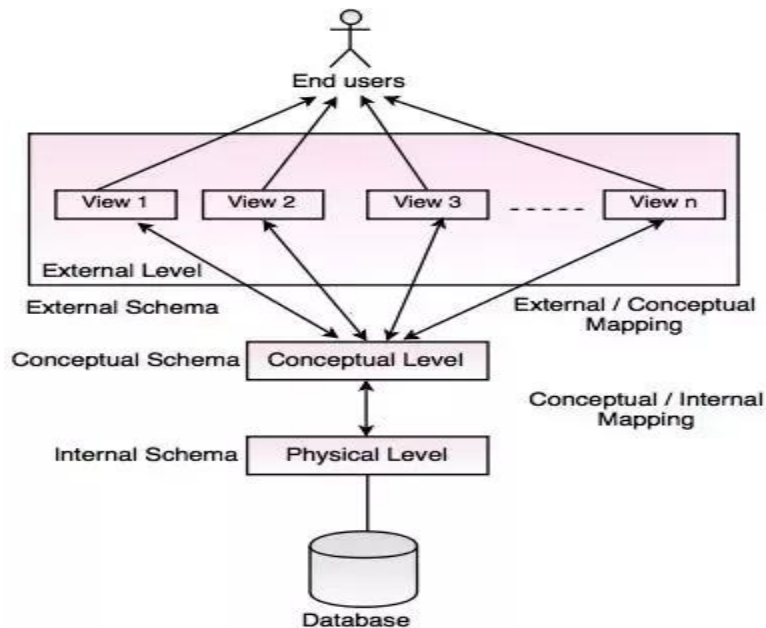 End users
View 1
View 2
View 3
View n
External Level
External Schema
External / Conceptual
Mapping
Conceptual Schema
Conceptual Level
Conceptual / Internal
Mapping
Internal Schema
Physical Level
Database